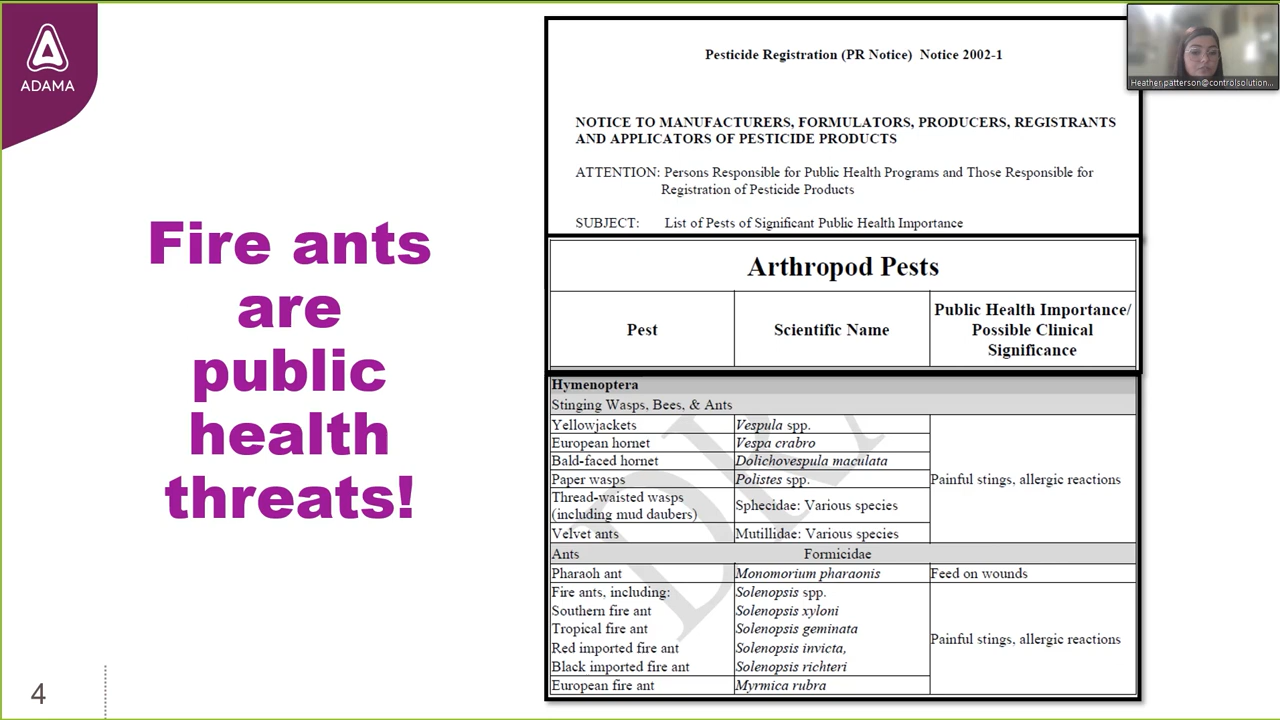 ADAMA
Fire ants
are
public
health
threats!
4
Pesticide Registration (PR Notice) Notice 2002-1
NOTICE TO MANUFACTURERS, FORMULATORS, PRODUCERS, REGISTRANTS
AND APPLICATORS OF PESTICIDE PRODUCTS
ATTENTION: Persons Responsible for Public Health Programs and Those Responsible for
Registration of Pesticide Products
SUBJECT: List of Pests of Significant Public Health Importance
Arthropod Pests
Pest Scientific Name Public Health Importance/
Possible Clinical
Significance
Hymenoptera
Stinging Wasps, Bees, & Ants
Yellowjackets Vespula spp.
European hornet Vespa crabro
Bald-faced hornet Dolichovespula maculata
Paper wasps Polistes spp. Painful stings, allergic reactions
Thread-waisted wasps
(including mud daubers) Sphecidae: Various species
Velvet ants Mutillidae: Various species
Ants Formicidae
Pharaoh ant Monomorium pharaonis Feed on wounds
Fire ants, including: Solenopsis spp.
Southern fire ant Solenopsis xyloni
Tropical fire ant Solenopsis geminata
Painful stings, allergic reactions
Red imported fire ant Solenopsis invicta,
Black imported fire ant Solenopsis richteri
European fire ant Myrmica rubra
Heather.patterson@controlsolution...